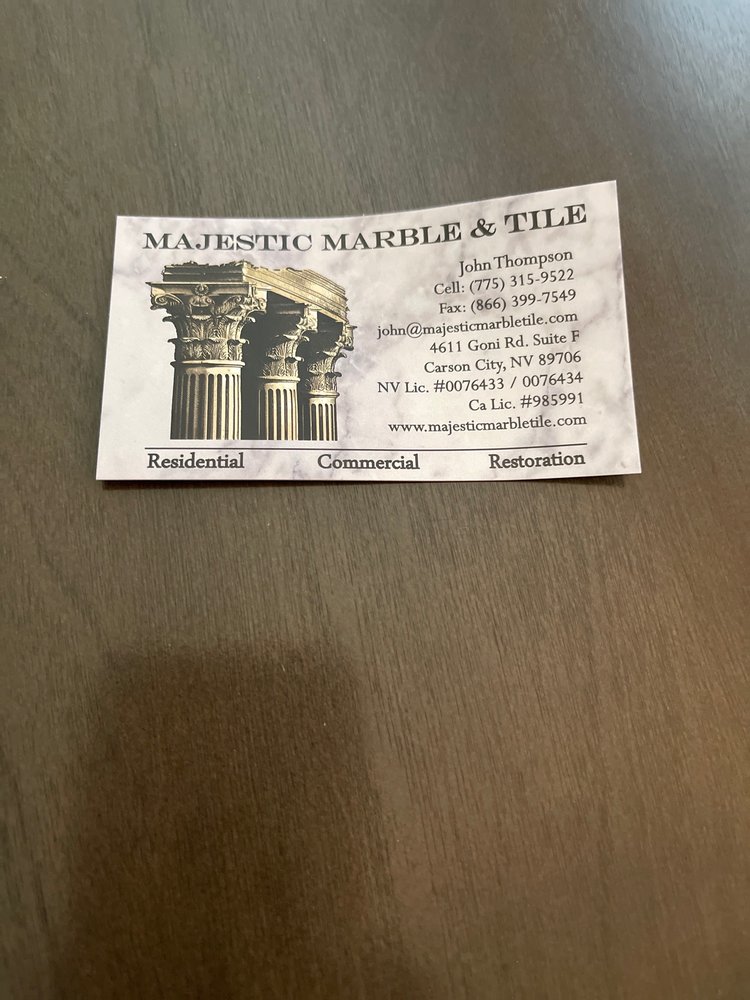 MAJESTIC MARBLE & TILE
John Thompson
Cell: (775) 315-9522
Fax: (866) 399-7549
john@majesticmarbletile.com
4611 Goni Rd. Suite F
Carson City, NV 89706
NV Lic. #0076433 / 0076434
Ca Lic. #985991
www.majesticmarbletile.com
Residential Commercial Restoration